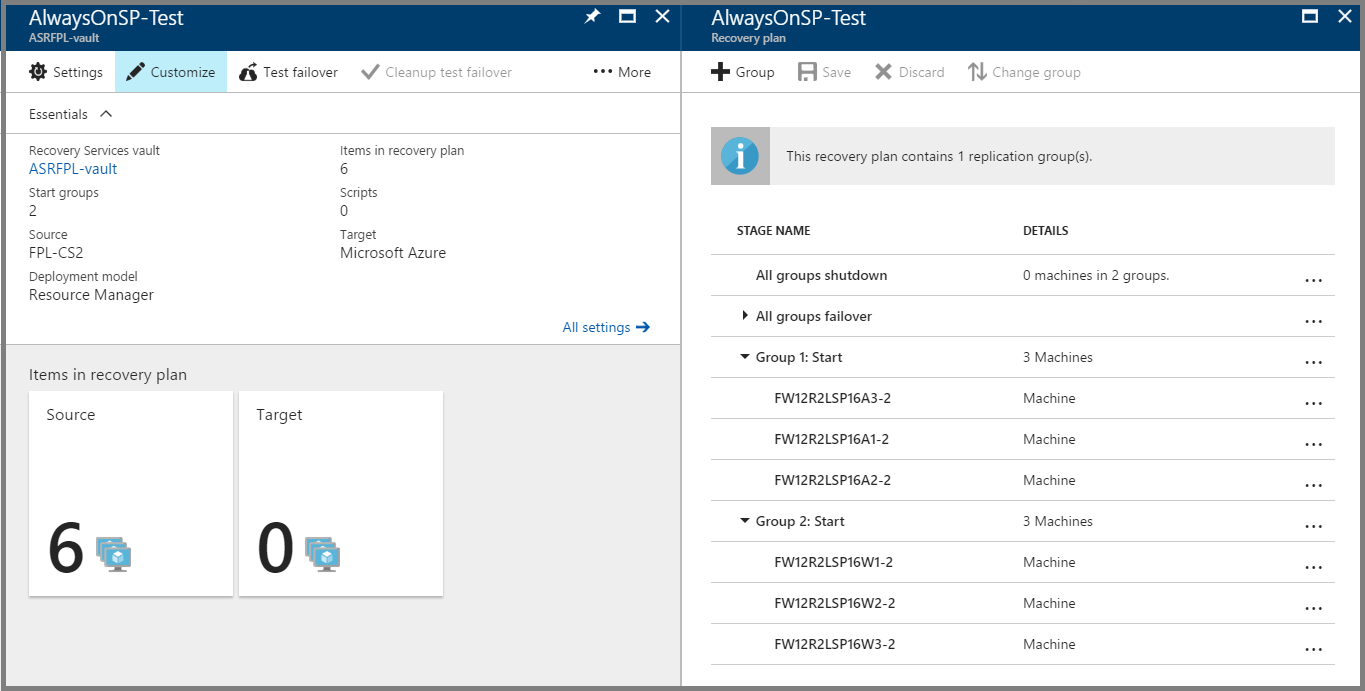 AlwaysOnSP-Test
ASRFPL-vault
Settings Customize Test failover Cleanup test failover More
Essentials
Recovery Services vault Items in recovery plan
ASRFPL-vault 6
Start groups Scripts
2 0
Source Target
FPL-CS2 Microsoft Azure
Deployment model
Resource Manager
All settings
Items in recovery plan
Source Target
6 0
AlwaysOnSP-Test
Recovery plan
Group Save Discard Change group
This recovery plan contains 1 replication group(s).
STAGE NAME DETAILS
All groups shutdown 0 machines in 2 groups. ...
All groups failover ...
Group 1: Start 3 Machines ...
FW12R2LSP16A3-2 Machine ...
FW12R2LSP16A1-2 Machine ...
FW12R2LSP16A2-2 Machine ...
Group 2: Start 3 Machines ...
FW12R2LSP16W1-2 Machine ...
FW12R2LSP16W2-2 Machine ...
FW12R2LSP16W3-2 Machine ...